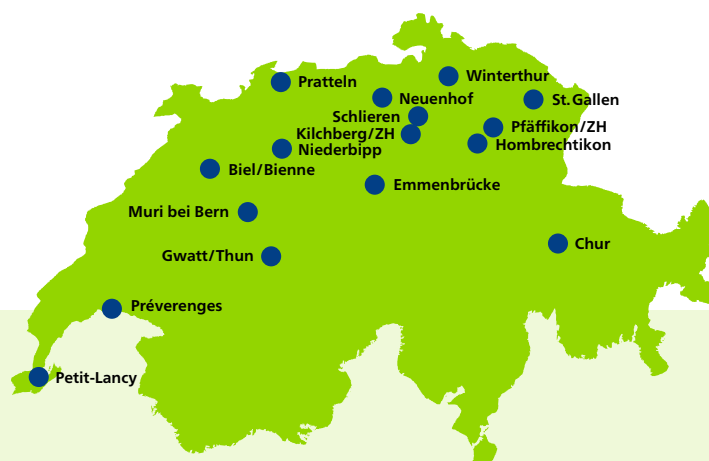 Winterthur
Pratteln
Neuenhof
St. Gallen
Schlieren
Pfäffikon/ZH
Kilchberg/ZH
Hombrechtikon
Niederbipp
Biel/Bienne
Emmenbrücke
Muri bei Bern
Chur
Gwatt/Thun
Préverenges
Petit-Lancy